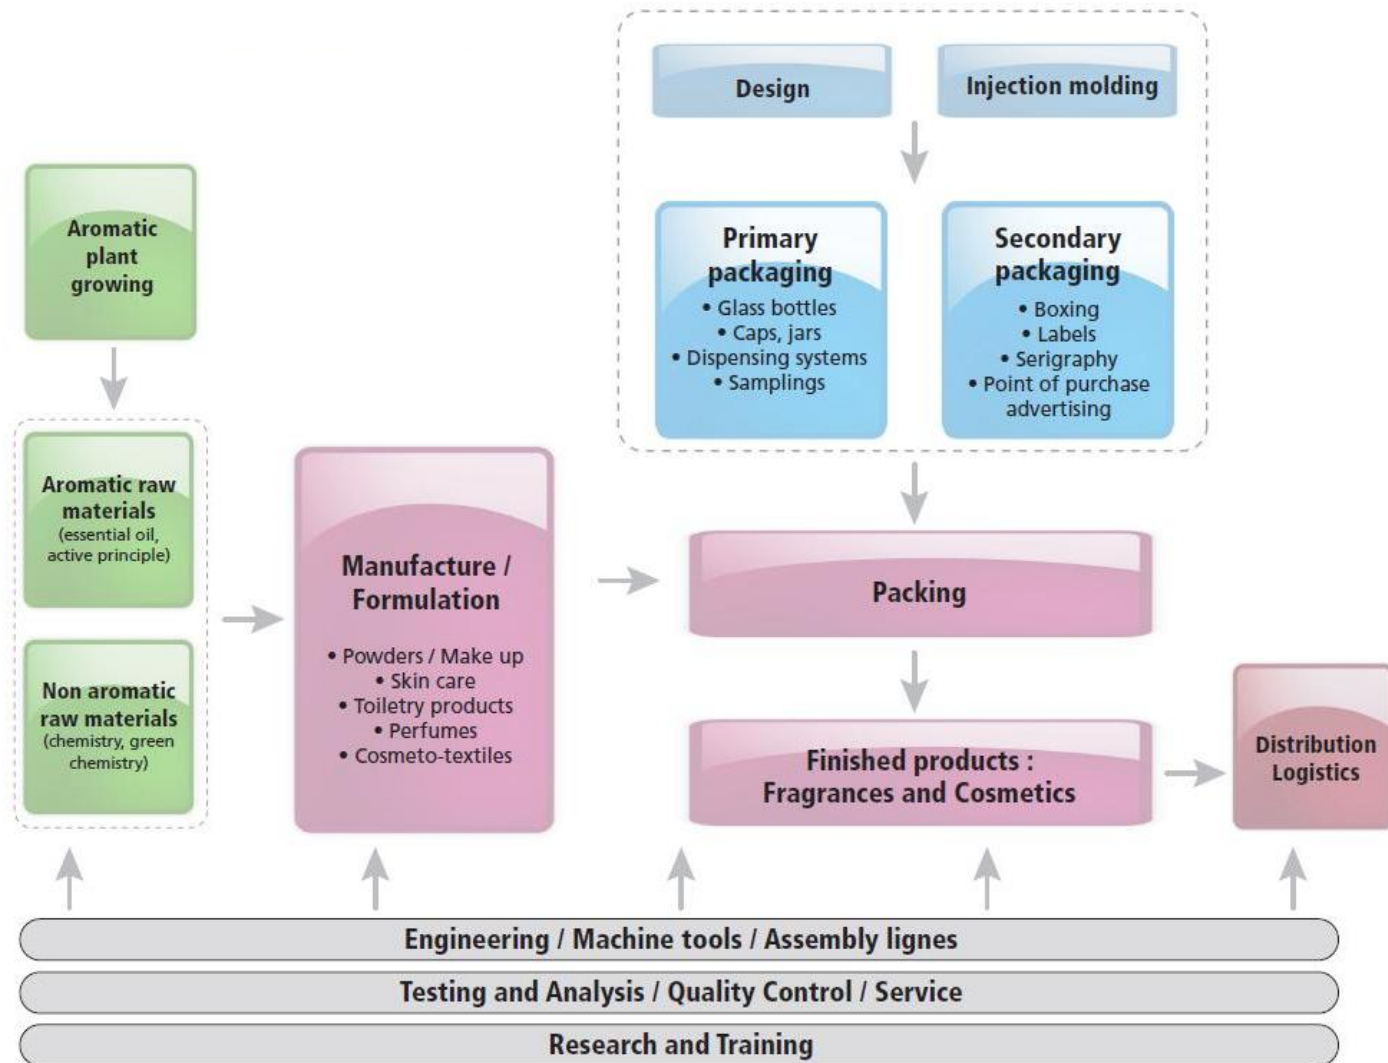 Design
Injection molding
Aromatic
plant
growing
Primary
packaging
• Glass bottles
• Caps, jars
• Dispensing systems
• Samplings
Secondary
packaging
• Boxing
• Labels
• Serigraphy
• Point of purchase
advertising
Aromatic raw
materials
(essential oil,
active principle)
Non aromatic
raw materials
(chemistry, green
chemistry)
Manufacture /
Formulation
• Powders / Make up
• Skin care
• Toiletry products
• Perfumes
• Cosmeto-textiles
Packing
Finished products :
Fragrances and Cosmetics
Distribution
Logistics
Engineering / Machine tools / Assembly lignes
Testing and Analysis / Quality Control / Service
Research and Training